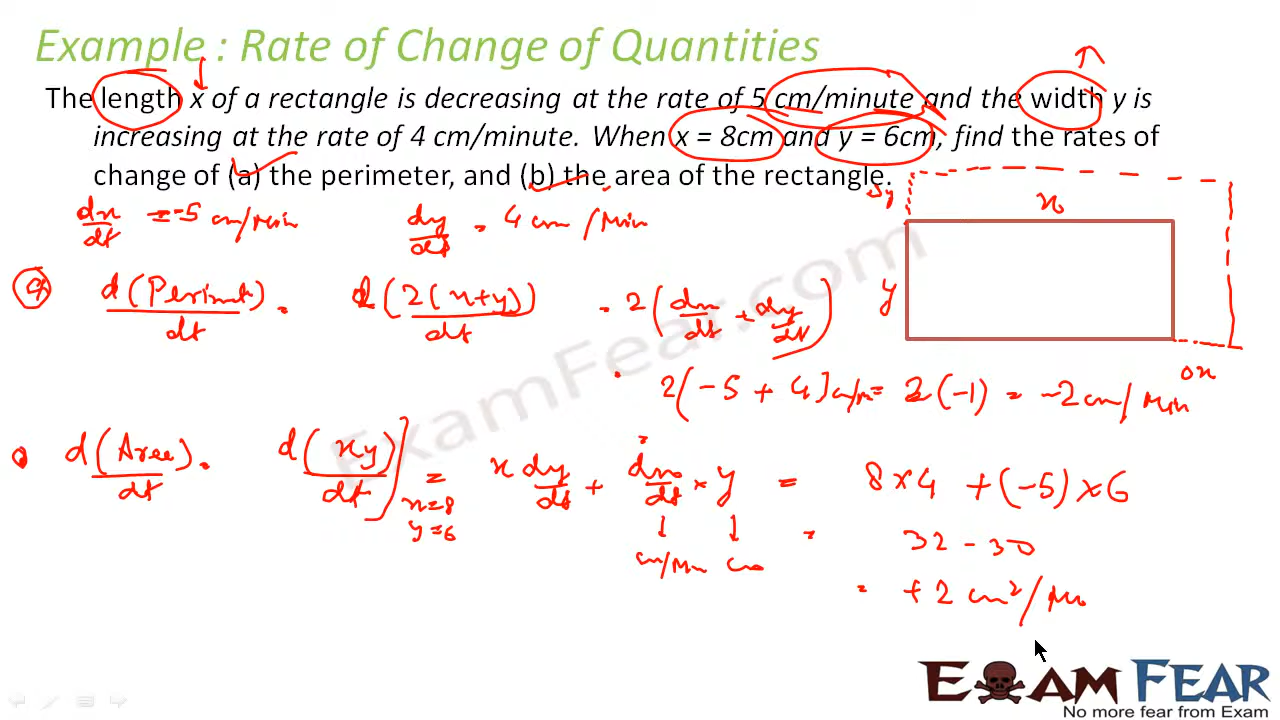 Example : Rate of Change of Quantities
The length x of a rectangle is decreasing at the rate of 5 cm/minute and the width y is
increasing at the rate of 4 cm/minute. When x = 8cm and y = 6cm, find the rates of
change of (a) the perimeter, and (b) the area of the rectangle.
dx/dt = -5 cm/Min dy/dt = 4 cm/Min
Δy
x
y
Δx
a d(Perimeter)/dt = d(2(x+y))/dt = 2(dx/dt + dy/dt)
= 2(-5 + 4) cm/m = 2(-1) = -2 cm/Min
d(Area)/dt = d(xy)/dt] x=8 y=6 = x dy/dt + dx/dt × y = 8×4 + (-5)×6
cm/Min cm
= 32 - 30
= +2 cm²/Min
ExamFear.com
EXAM FEAR
No more fear from Exam